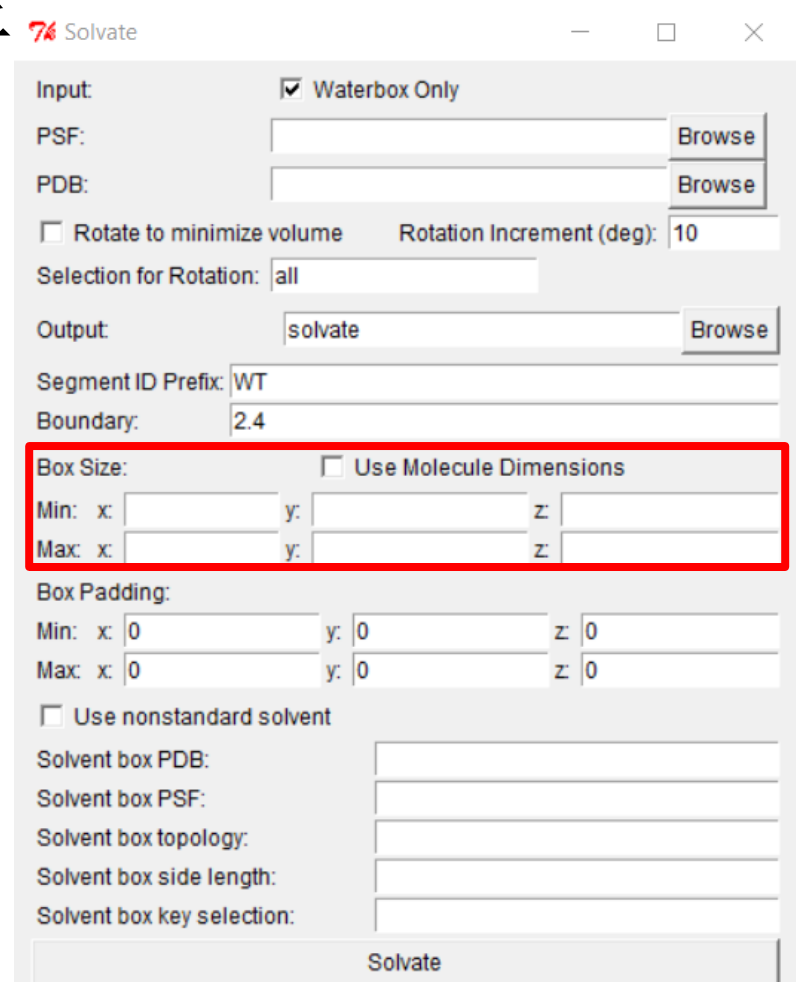 Solvate
Input: Waterbox Only
PSF: Browse
PDB: Browse
Rotate to minimize volume Rotation Increment (deg): 10
Selection for Rotation: all
Output: solvate Browse
Segment ID Prefix: WT
Boundary: 2.4
Box Size: Use Molecule Dimensions
Min: x: y: z:
Max: x: y: z:
Box Padding:
Min: x: 0 y: 0 z: 0
Max: x: 0 y: 0 z: 0
Use nonstandard solvent
Solvent box PDB:
Solvent box PSF:
Solvent box topology:
Solvent box side length:
Solvent box key selection:
Solvate